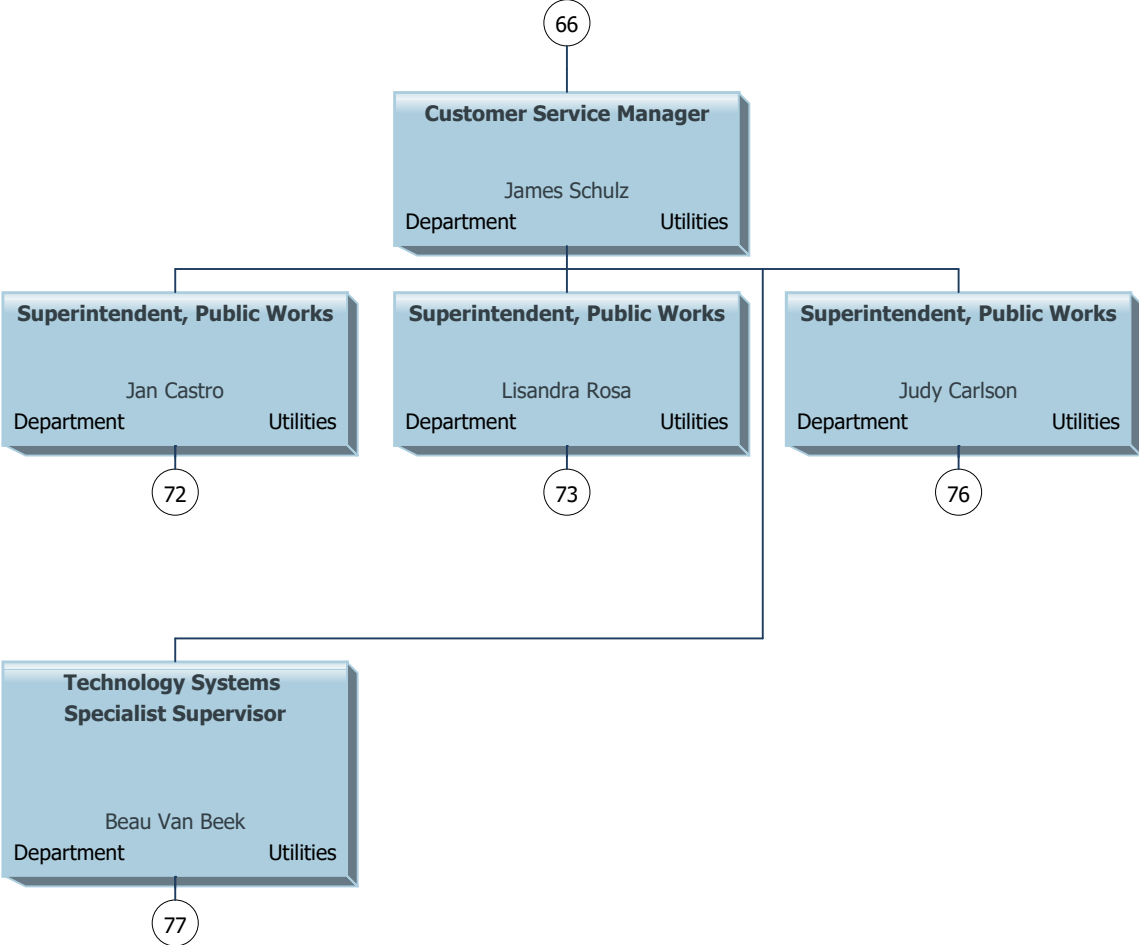 66
Customer Service Manager
James Schulz
Department Utilities
Superintendent, Public Works
Jan Castro
Department Utilities
72
Superintendent, Public Works
Lisandra Rosa
Department Utilities
73
Superintendent, Public Works
Judy Carlson
Department Utilities
76
Technology Systems
Specialist Supervisor
Beau Van Beek
Department Utilities
77